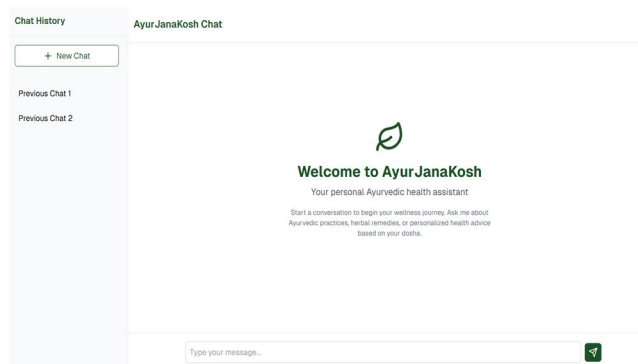 Chat History
AyurJanaKosh Chat
+ New Chat
Previous Chat 1
Previous Chat 2
Welcome to AyurJanaKosh
Your personal Ayurvedic health assistant
Start a conversation to begin your wellness journey. Ask me about
Ayurvedic practices, herbal remedies, or personalized health advice
based on your dosha.
Type your message...